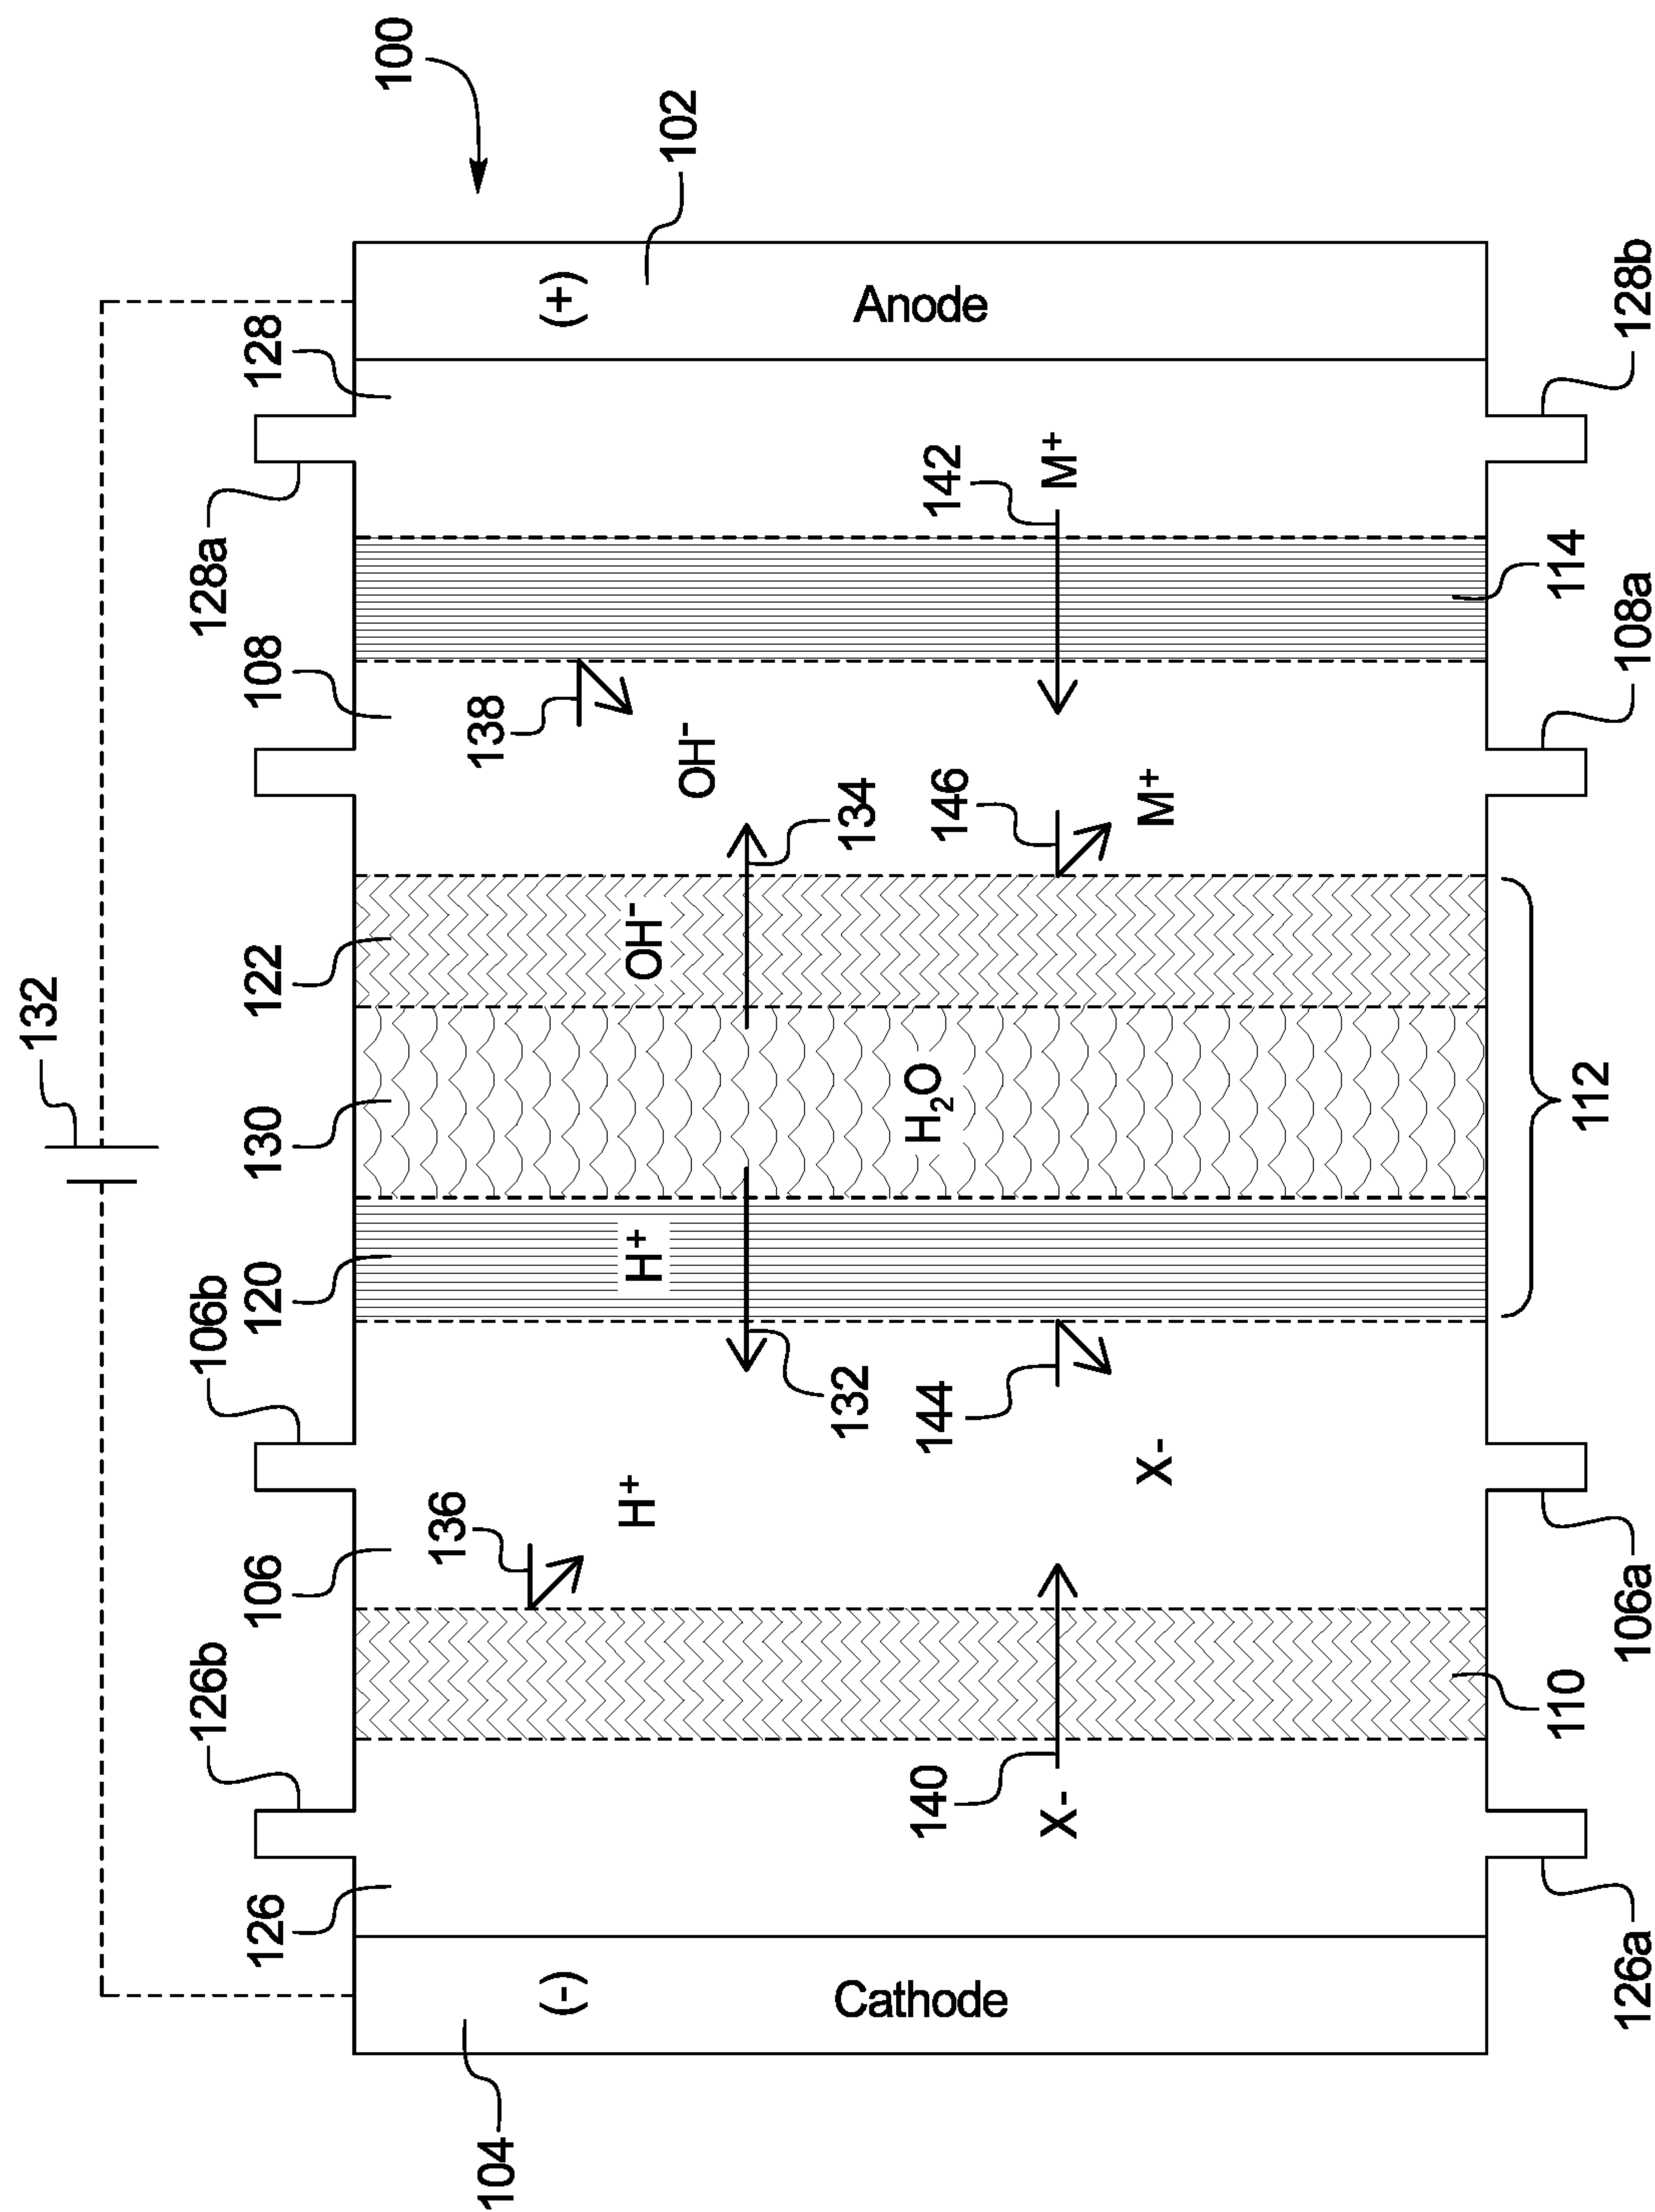 132
126b 106b 128a
126 106 120 130 122 108 128
100
136
104 138
(-) (+)
H⁺ H⁺ OH⁻
OH⁻ 102
132 134
Cathode 140 144 H₂O 146 142 Anode
X- M⁺
X- M⁺
110 112 114
126a 106a 108a 128b